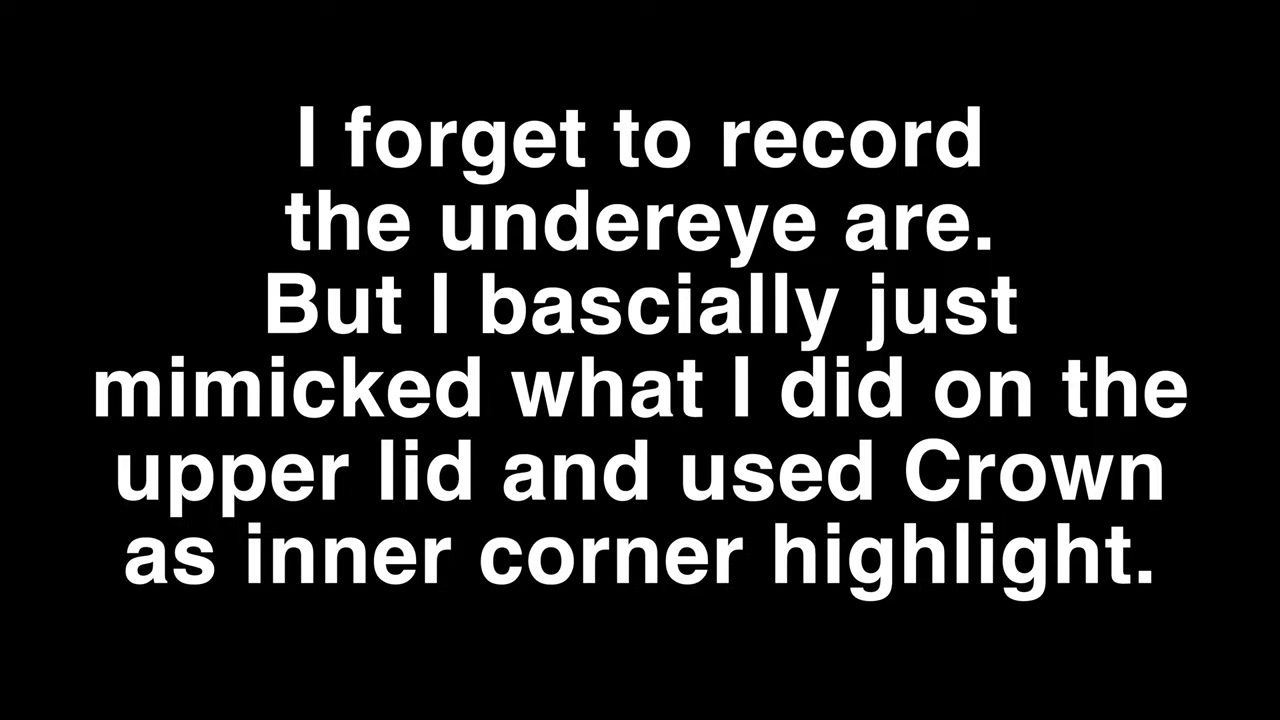 I forget to record
the undereye are.
But I bascially just
mimicked what I did on the
upper lid and used Crown
as inner corner highlight.